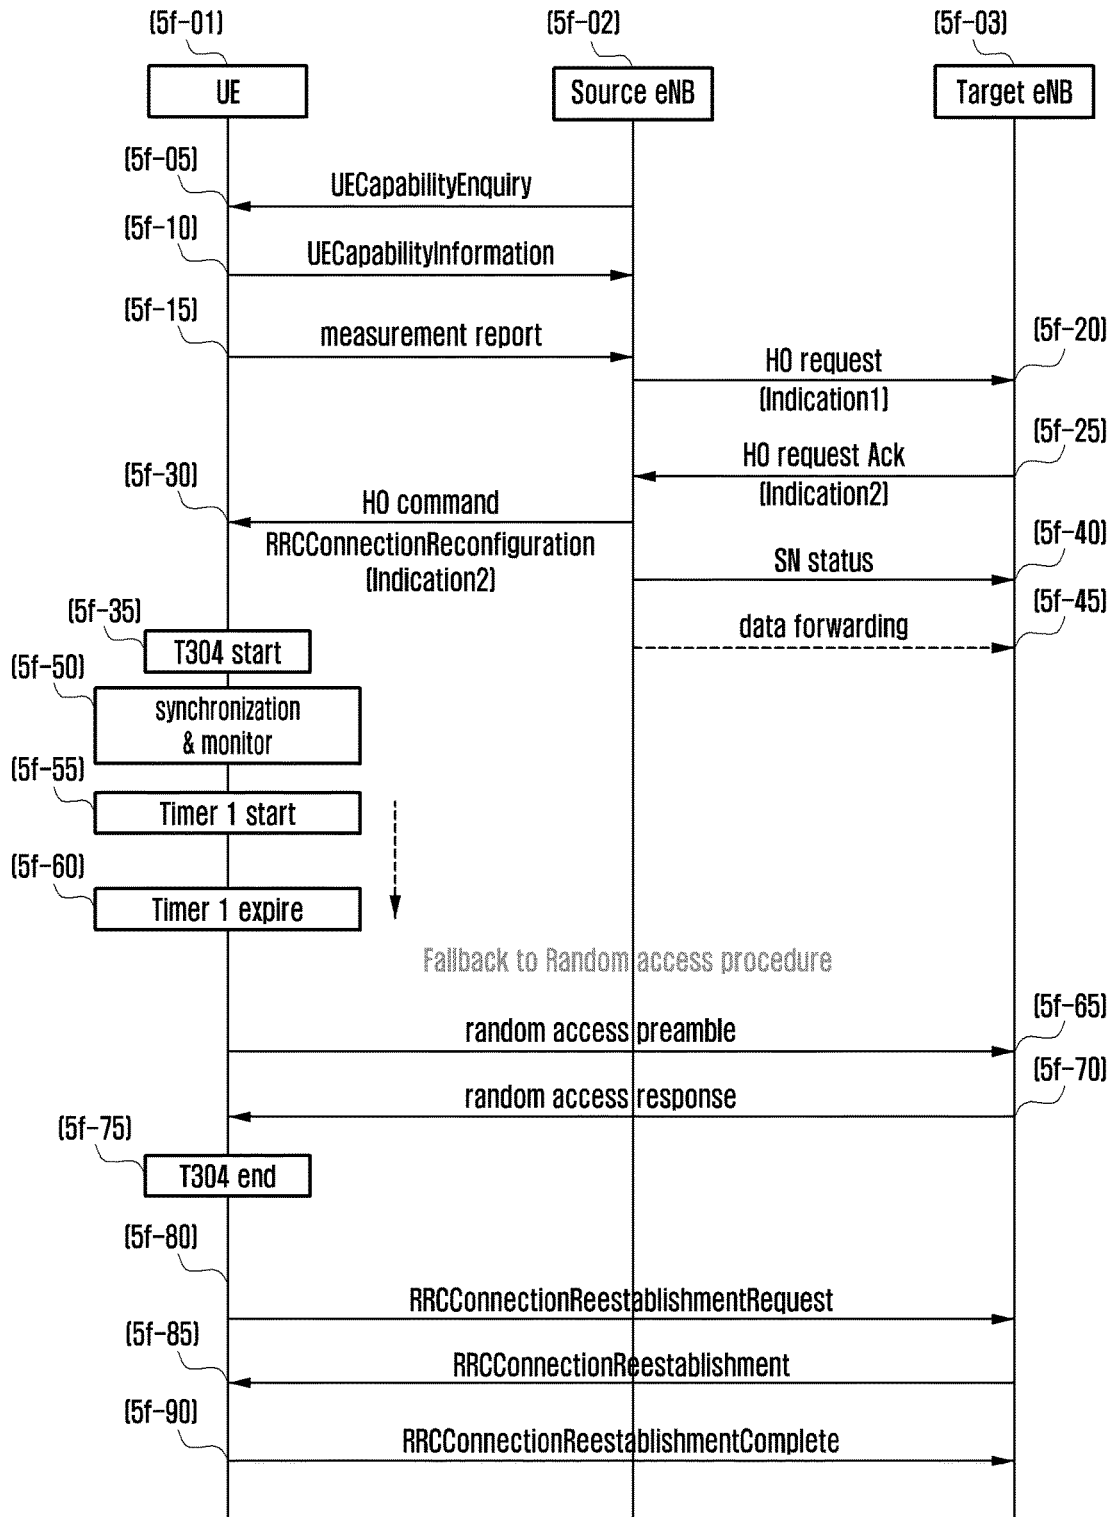 (5f-01)
(5f-02)
(5f-03)
UE
Source eNB
Target eNB
(5f-05)
UECapabilityEnquiry
(5f-10)
UECapabilityInformation
(5f-15)
measurement report
(5f-20)
HO request
(Indication1)
(5f-25)
HO request Ack
(Indication2)
(5f-30)
HO command
RRCConnectionReconfiguration
(Indication2)
(5f-40)
SN status
(5f-45)
data forwarding
(5f-35)
T304 start
(5f-50)
synchronization
& monitor
(5f-55)
Timer 1 start
(5f-60)
Timer 1 expire
Fallback to Random access procedure
(5f-65)
random access preamble
(5f-70)
random access response
(5f-75)
T304 end
(5f-80)
RRCConnectionReestablishmentRequest
(5f-85)
RRCConnectionReestablishment
(5f-90)
RRCConnectionReestablishmentComplete